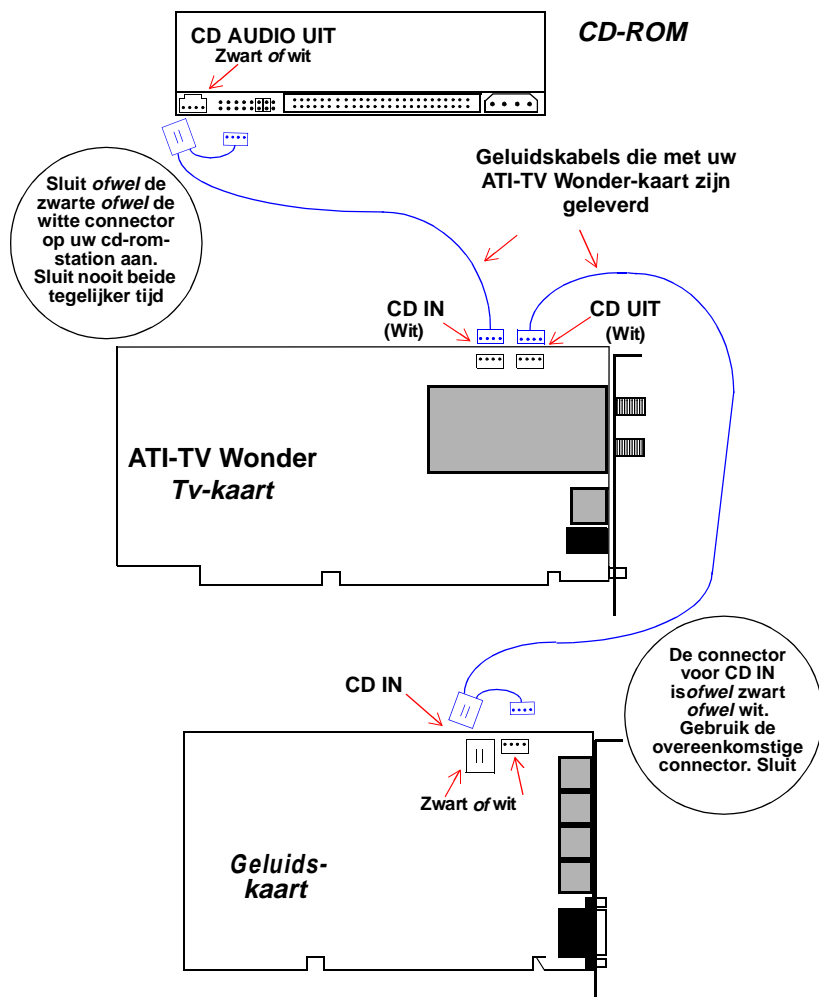 CD AUDIO UIT
Zwart of wit
CD-ROM
Geluidskabels die met uw
ATI-TV Wonder-kaart zijn
geleverd
Sluit ofwel de
zwarte ofwel de
witte connector
op uw cd-rom-
station aan.
Sluit nooit beide
tegelijker tijd
CD IN
(Wit)
CD UIT
(Wit)
ATI-TV Wonder
Tv-kaart
De connector
voor CD IN
isofwel zwart
ofwel wit.
Gebruik de
overeenkomstige
connector. Sluit
CD IN
Zwart of wit
Geluids-
kaart